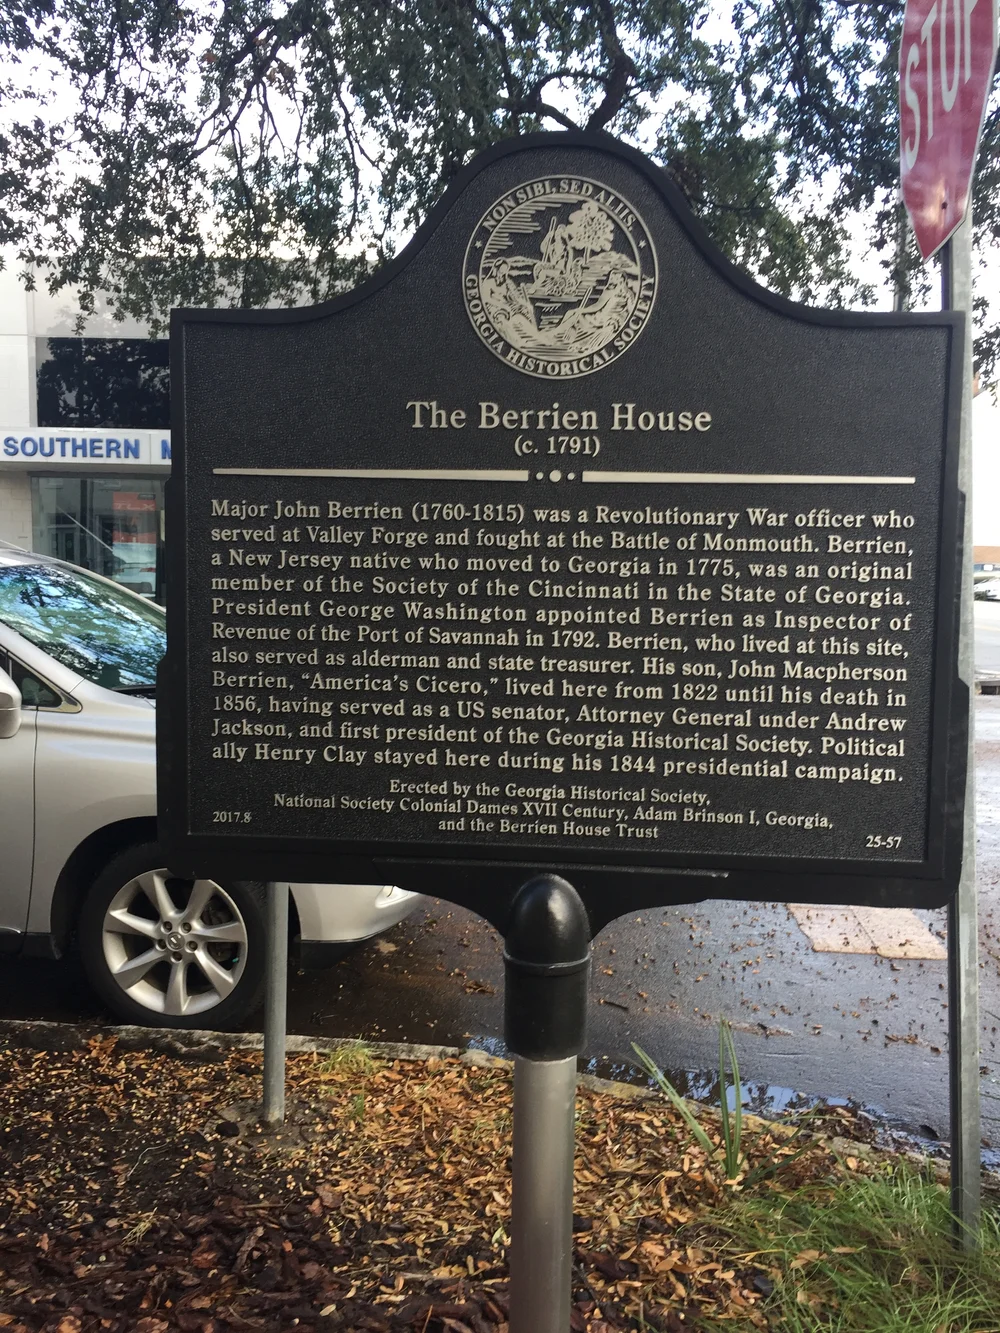 STOP
NON SIBI, SED ALIIS.
GEORGIA HISTORICAL SOCIETY
The Berrien House
(c. 1791)
SOUTHERN M
Major John Berrien (1760-1815) was a Revolutionary War officer who
served at Valley Forge and fought at the Battle of Monmouth. Berrien,
a New Jersey native who moved to Georgia in 1775, was an original
member of the Society of the Cincinnati in the State of Georgia.
President George Washington appointed Berrien as Inspector of
Revenue of the Port of Savannah in 1792. Berrien, who lived at this site,
also served as alderman and state treasurer. His son, John Macpherson
Berrien, “America’s Cicero,” lived here from 1822 until his death in
1856, having served as a US senator, Attorney General under Andrew
Jackson, and first president of the Georgia Historical Society. Political
ally Henry Clay stayed here during his 1844 presidential campaign.
Erected by the Georgia Historical Society,
National Society Colonial Dames XVII Century, Adam Brinson I, Georgia,
and the Berrien House Trust
2017.8
25-57